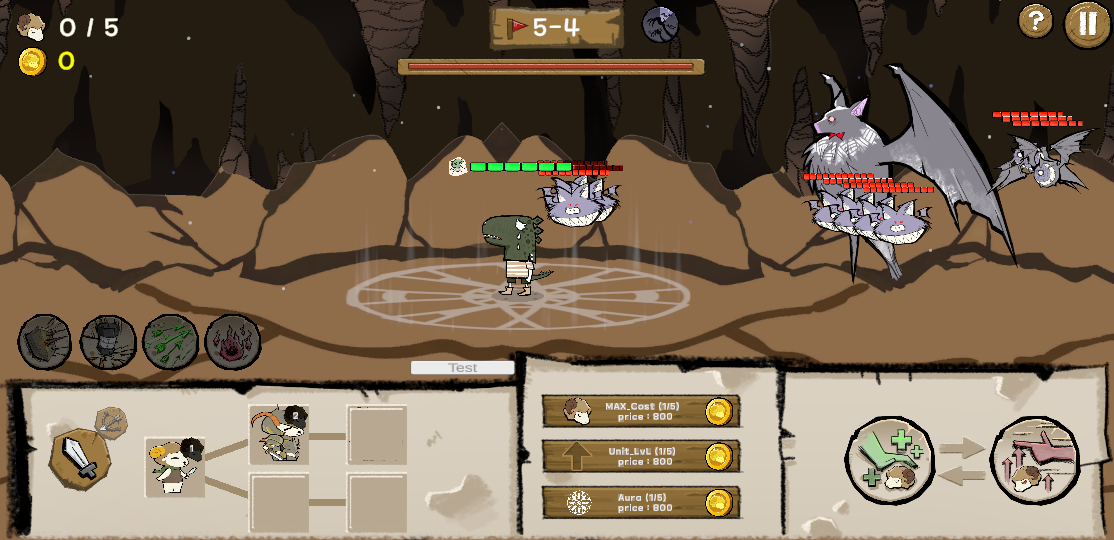 0 / 5
5-4
?
0
Test
MAX_Cost (1/5)
price : 800
Unit_LvL (1/5)
price : 800
Aura (1/5)
price : 800
1
2